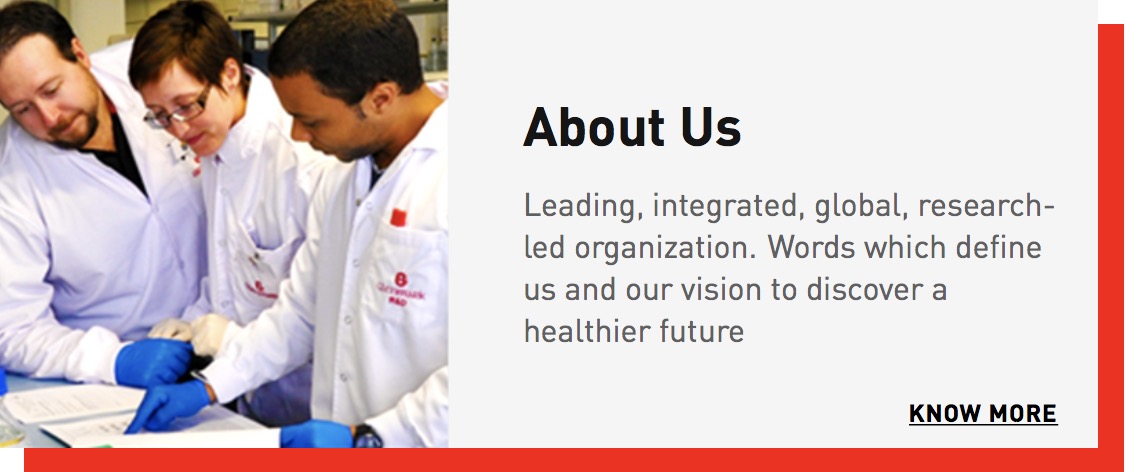 About Us
Leading, integrated, global, research-
led organization. Words which define
us and our vision to discover a
healthier future
KNOW MORE